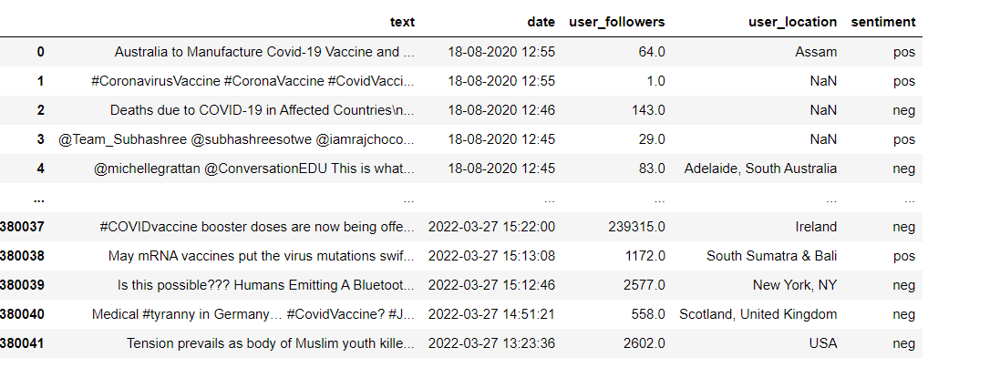 text date user_followers user_location sentiment
0 Australia to Manufacture Covid-19 Vaccine and ... 18-08-2020 12:55 64.0 Assam pos
1 #CoronavirusVaccine #CoronaVaccine #CovidVacci... 18-08-2020 12:55 1.0 NaN pos
2 Deaths due to COVID-19 in Affected Countries\n... 18-08-2020 12:46 143.0 NaN neg
3 @Team_Subhashree @subhashreesotwe @iamrajchoco... 18-08-2020 12:45 29.0 NaN pos
4 @michellegrattan @ConversationEDU This is what... 18-08-2020 12:45 83.0 Adelaide, South Australia neg
... ... ... ... ... ...
380037 #COVIDvaccine booster doses are now being offe... 2022-03-27 15:22:00 239315.0 Ireland neg
380038 May mRNA vaccines put the virus mutations swif... 2022-03-27 15:13:08 1172.0 South Sumatra & Bali pos
380039 Is this possible??? Humans Emitting A Bluetoot... 2022-03-27 15:12:46 2577.0 New York, NY neg
380040 Medical #tyranny in Germany… #CovidVaccine? #J... 2022-03-27 14:51:21 558.0 Scotland, United Kingdom neg
380041 Tension prevails as body of Muslim youth kille... 2022-03-27 13:23:36 2602.0 USA neg